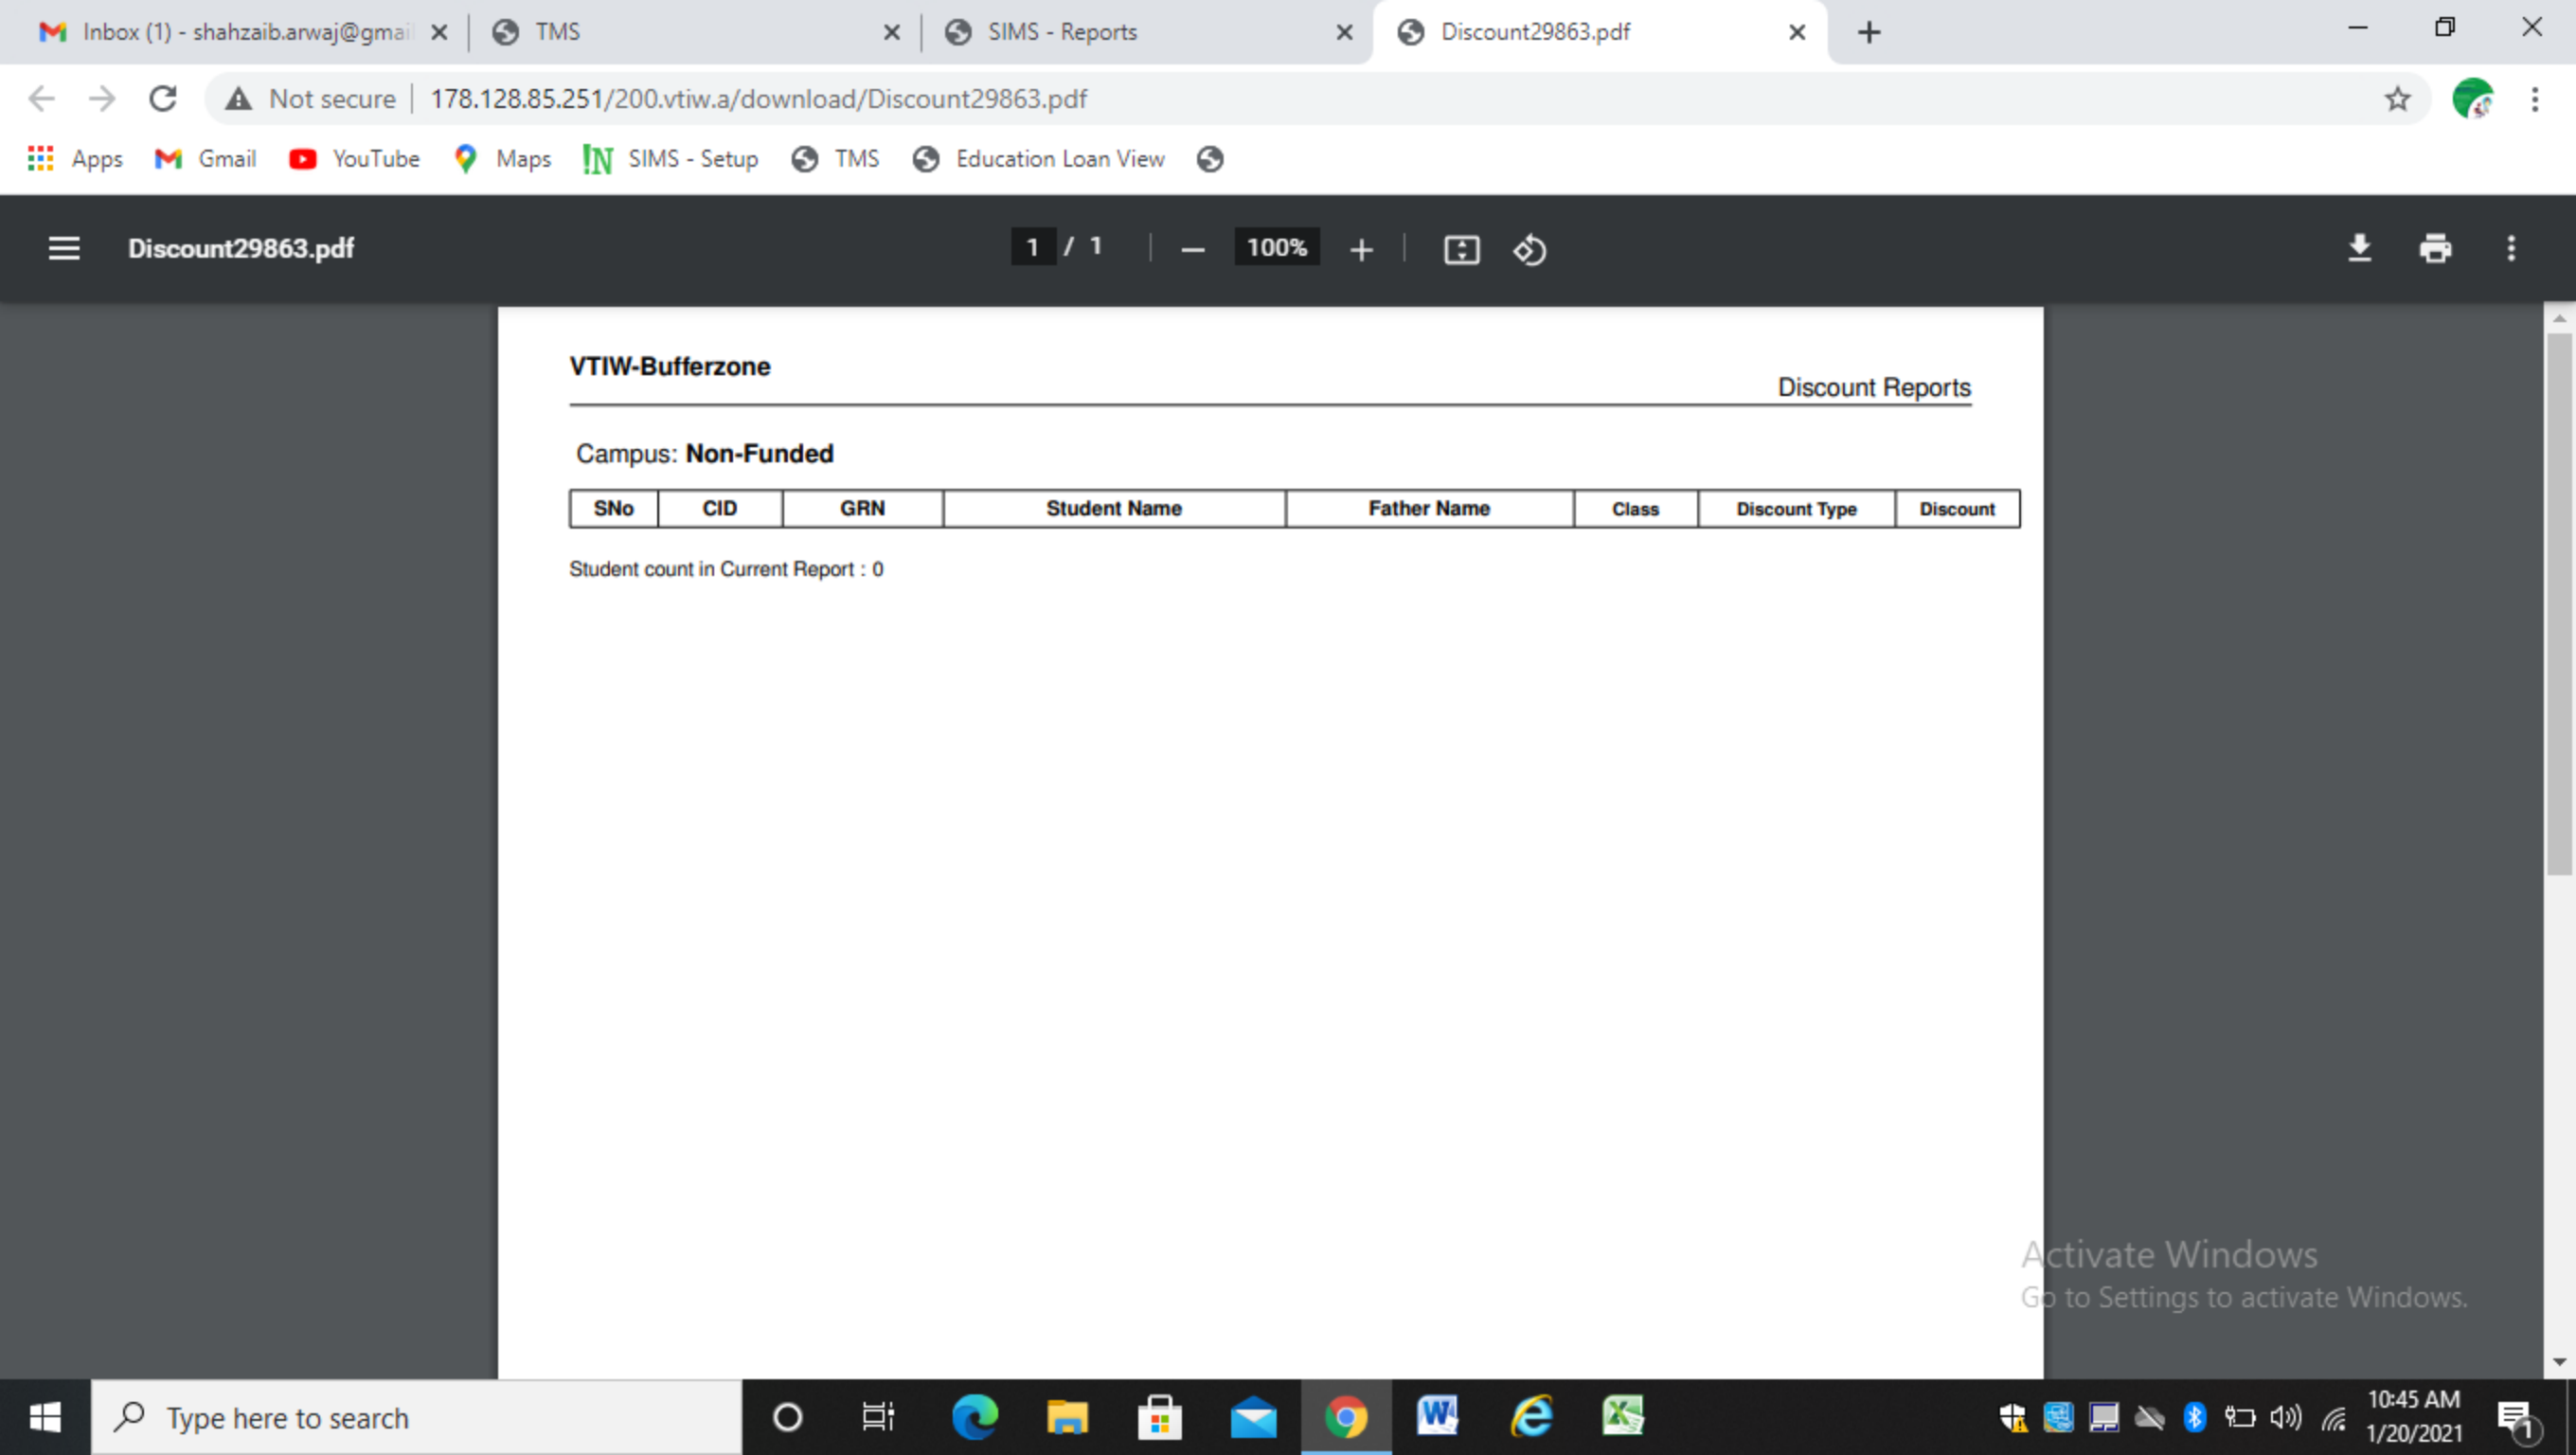 Inbox (1) - shahzaib.arwaj@gmail
TMS
SIMS - Reports
Discount29863.pdf
Not secure
178.128.85.251/200.vtiw.a/download/Discount29863.pdf
Apps
Gmail
YouTube
Maps
SIMS - Setup
TMS
Education Loan View
Discount29863.pdf
1 / 1
100%
VTIW-Bufferzone
Discount Reports
Campus: Non-Funded
SNo CID GRN Student Name Father Name Class Discount Type Discount
Student count in Current Report : 0
Activate Windows
Go to Settings to activate Windows.
Type here to search
10:45 AM
1/20/2021
1